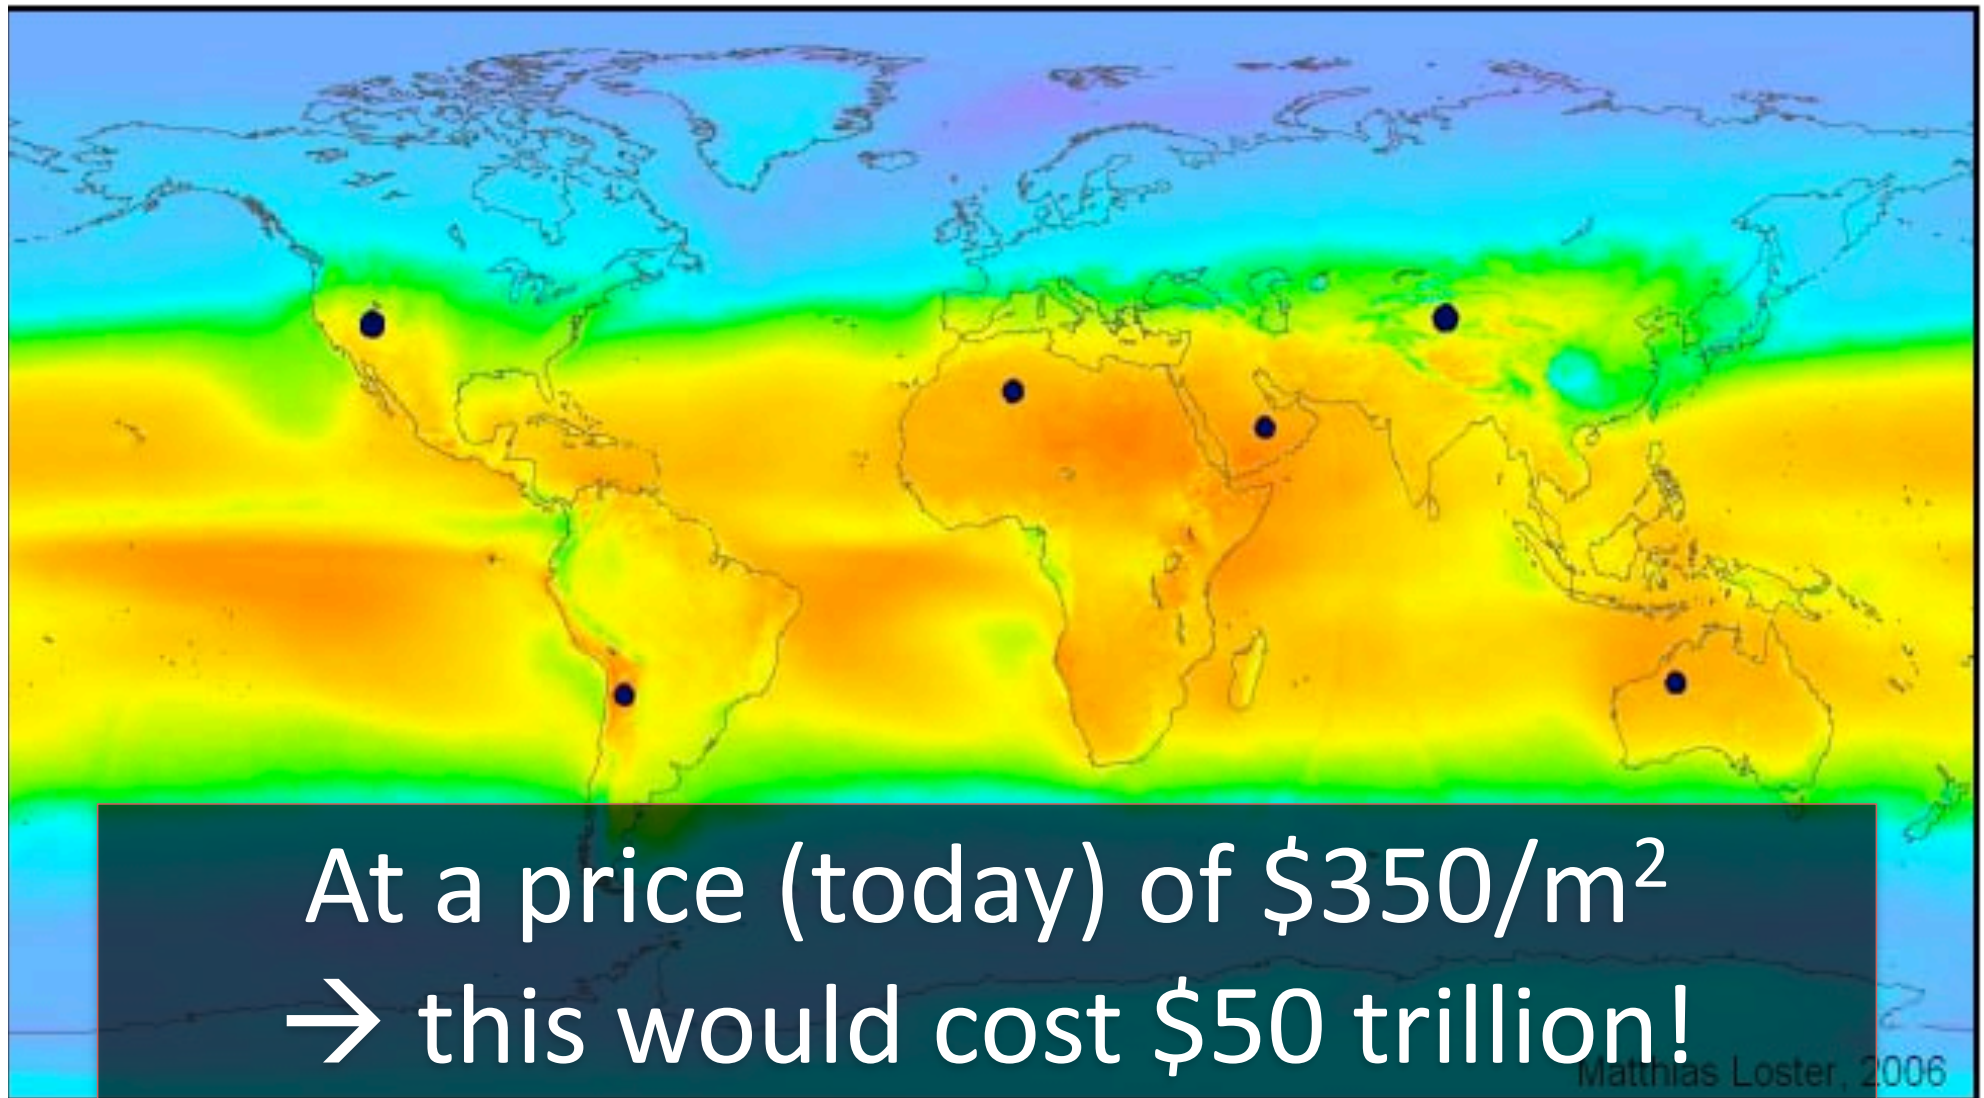 At a price (today) of $350/m²
→ this would cost $50 trillion!
Matthias Loster, 2006